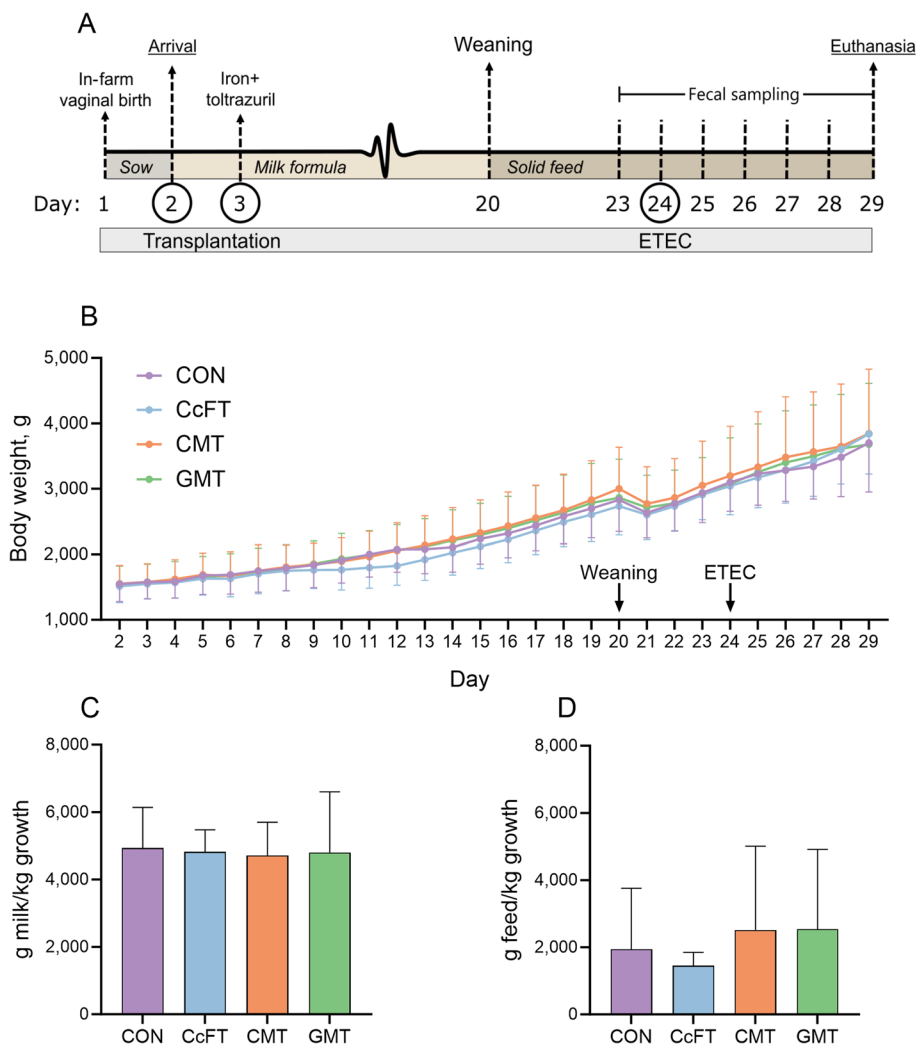 A
Arrival
Weaning
Euthanasia
In-farm
vaginal birth
Iron+
toltrazuril
Fecal sampling
Sow
Milk formula
Solid feed
Day: 1 2 3 20 23 24 25 26 27 28 29
Transplantation
ETEC
B
Body weight, g
5,000
4,000
3,000
2,000
1,000
CON
CcFT
CMT
GMT
Weaning
ETEC
2 3 4 5 6 7 8 9 10 11 12 13 14 15 16 17 18 19 20 21 22 23 24 25 26 27 28 29
Day
C
g milk/kg growth
8,000
6,000
4,000
2,000
0
CON CcFT CMT GMT
D
g feed/kg growth
8,000
6,000
4,000
2,000
0
CON CcFT CMT GMT